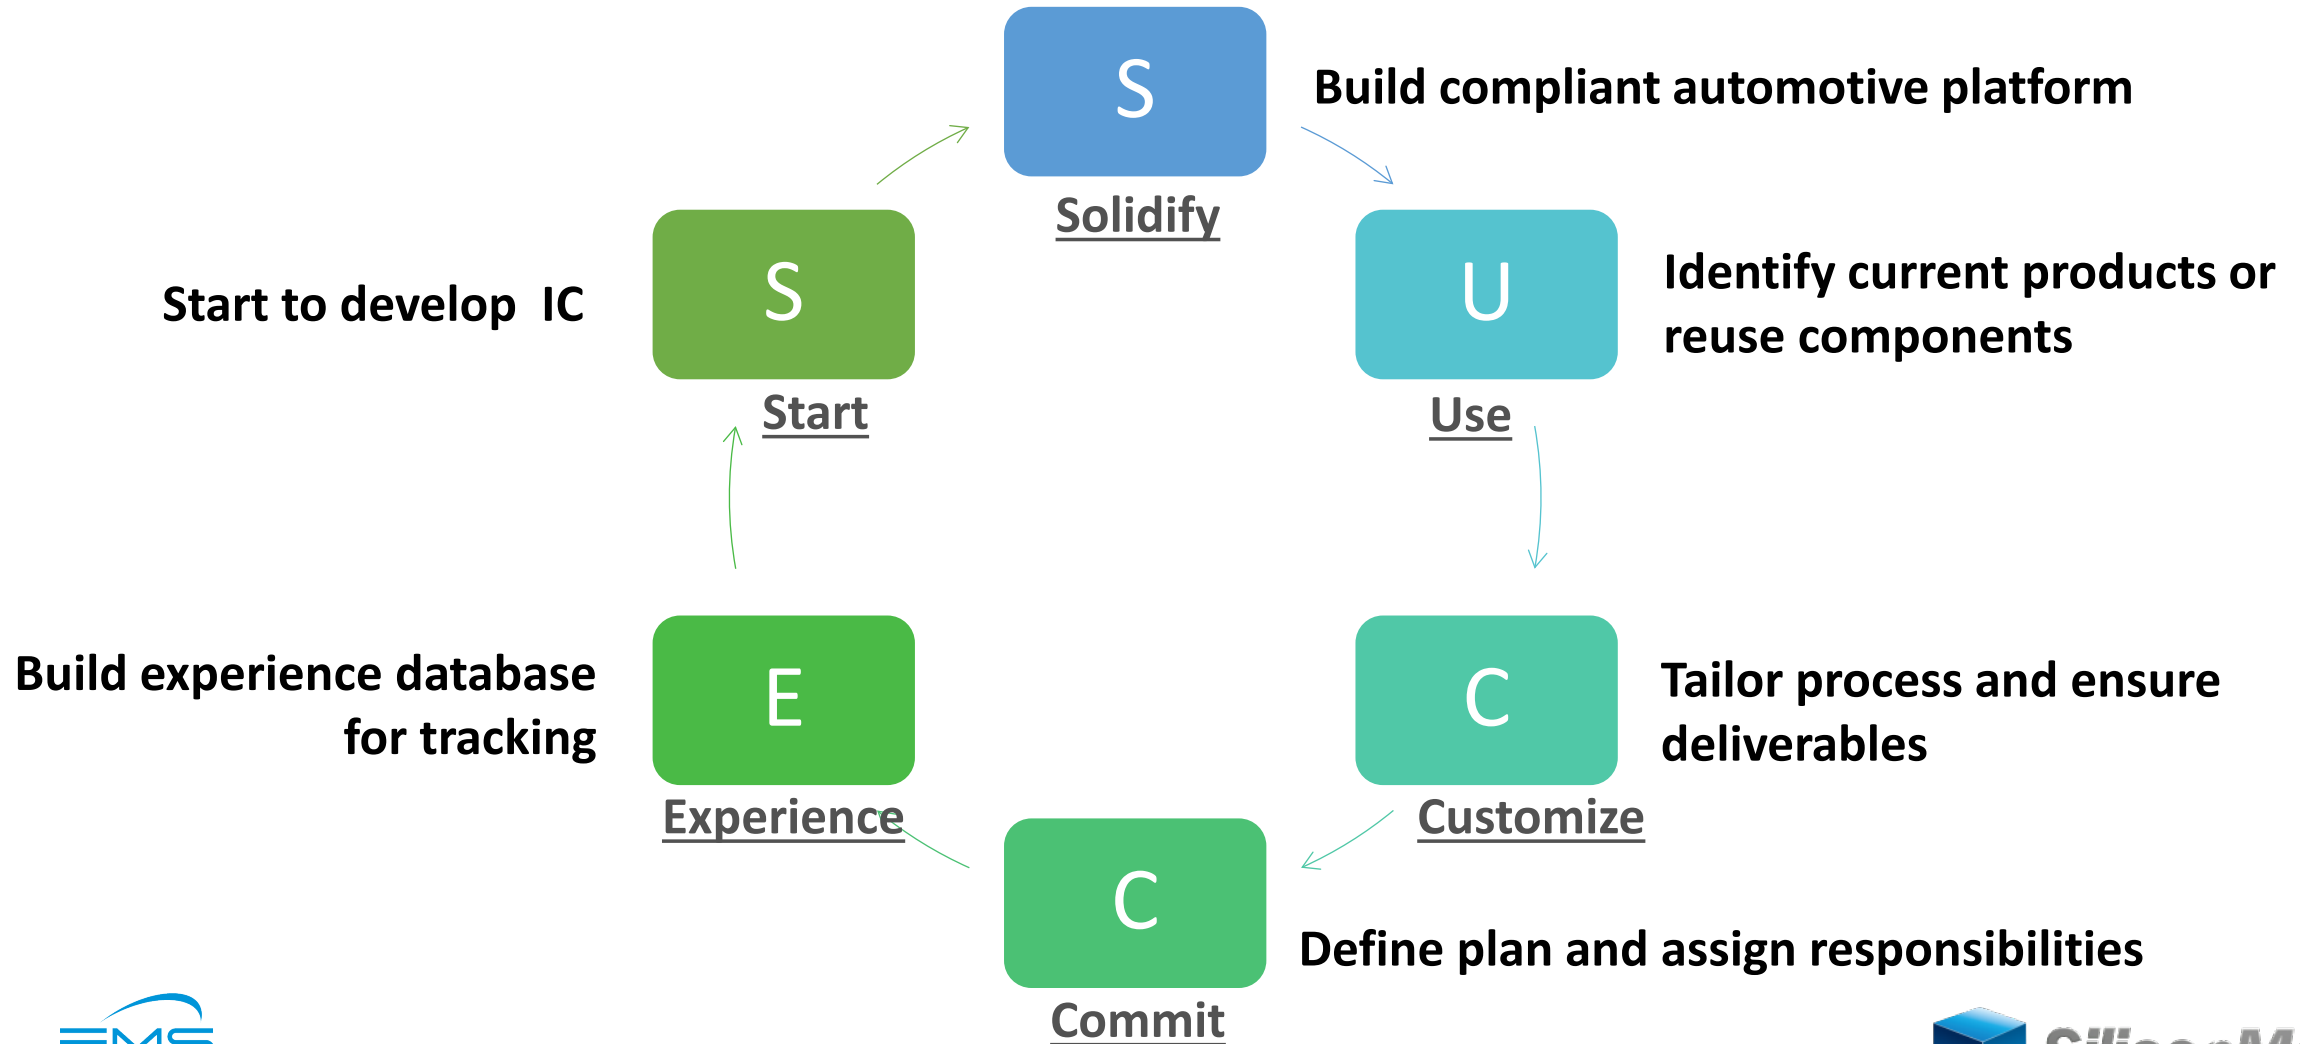 S
Build compliant automotive platform
Solidify
U
Identify current products or
reuse components
Use
C
Tailor process and ensure
deliverables
Customize
C
Define plan and assign responsibilities
Commit
E
Build experience database
for tracking
Experience
S
Start to develop  IC
Start
EMS